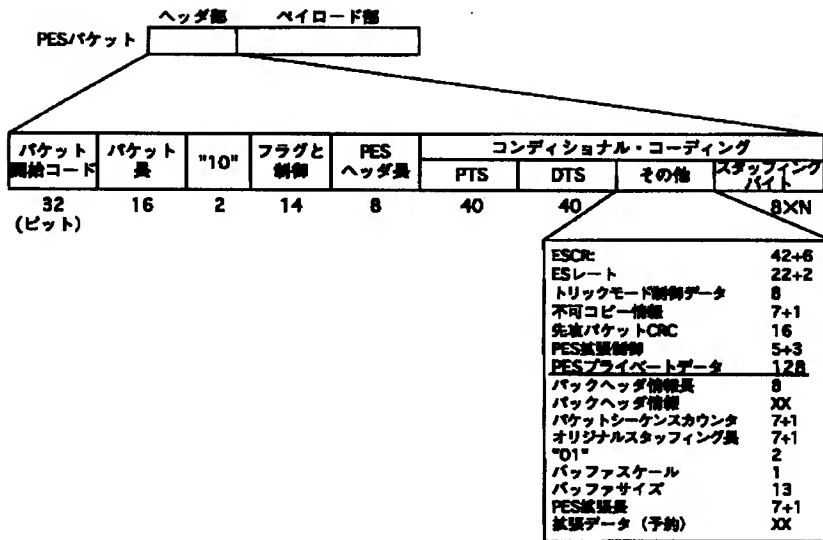 ヘッダ部 ペイロード部
PESパケット
パケット開始コード パケット長 "10" フラグと制御 PESヘッダ長 コンディショナル・コーディング
PTS DTS その他 スタッフィングバイト
32 16 2 14 8 40 40 8×N
(ビット)
ESCR: 42+6
ESレート 22+2
トリックモード制御データ 8
不可コピー情報 7+1
先攻パケットCRC 16
PES拡張制御 5+3
PESプライベートデータ 128
パックヘッダ情報長 8
パックヘッダ情報 XX
パケットシーケンスカウンタ 7+1
オリジナルスタッフィング長 7+1
"01" 2
バッファスケール 1
バッファサイズ 13
PES拡張長 7+1
拡張データ（予約） XX